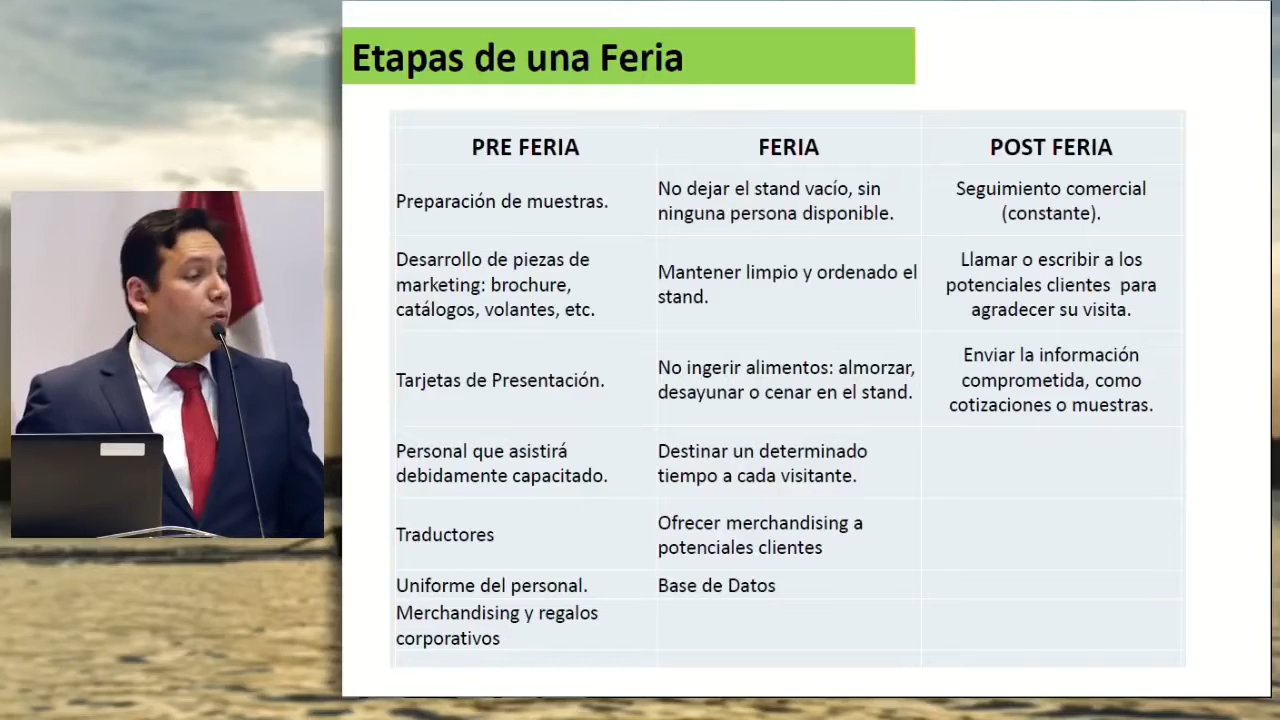 Etapas de una Feria
PRE FERIA
FERIA
POST FERIA
Preparación de muestras.
No dejar el stand vacío, sin
ninguna persona disponible.
Seguimiento comercial
(constante).
Desarrollo de piezas de
marketing: brochure,
catálogos, volantes, etc.
Mantener limpio y ordenado el
stand.
Llamar o escribir a los
potenciales clientes para
agradecer su visita.
Tarjetas de Presentación.
No ingerir alimentos: almorzar,
desayunar o cenar en el stand.
Enviar la información
comprometida, como
cotizaciones o muestras.
Personal que asistirá
debidamente capacitado.
Destinar un determinado
tiempo a cada visitante.
Traductores
Ofrecer merchandising a
potenciales clientes
Uniforme del personal.
Base de Datos
Merchandising y regalos
corporativos